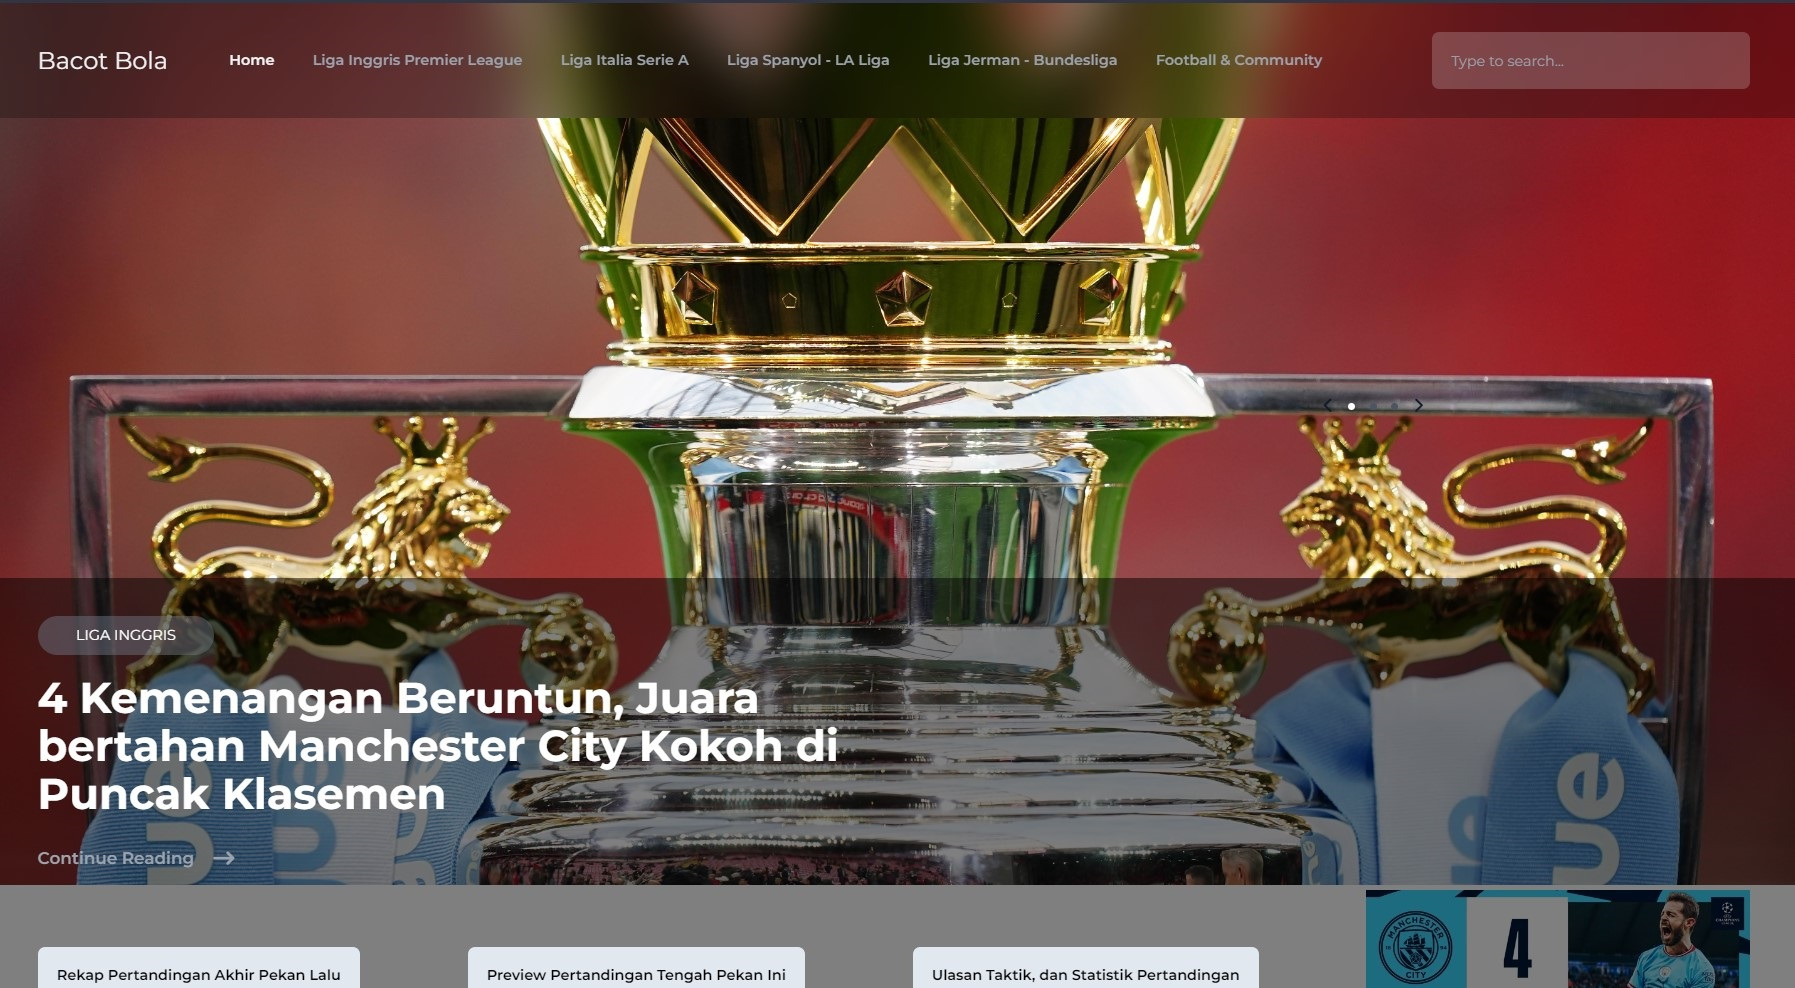 Bacot Bola
Home
Liga Inggris Premier League
Liga Italia Serie A
Liga Spanyol - LA Liga
Liga Jerman - Bundesliga
Football & Community
Type to search...
LIGA INGGRIS
4 Kemenangan Beruntun, Juara
bertahan Manchester City Kokoh di
Puncak Klasemen
Continue Reading
ue
ue
Rekap Pertandingan Akhir Pekan Lalu
Preview Pertandingan Tengah Pekan Ini
Ulasan Taktik, dan Statistik Pertandingan
MANCHESTER
CITY
4